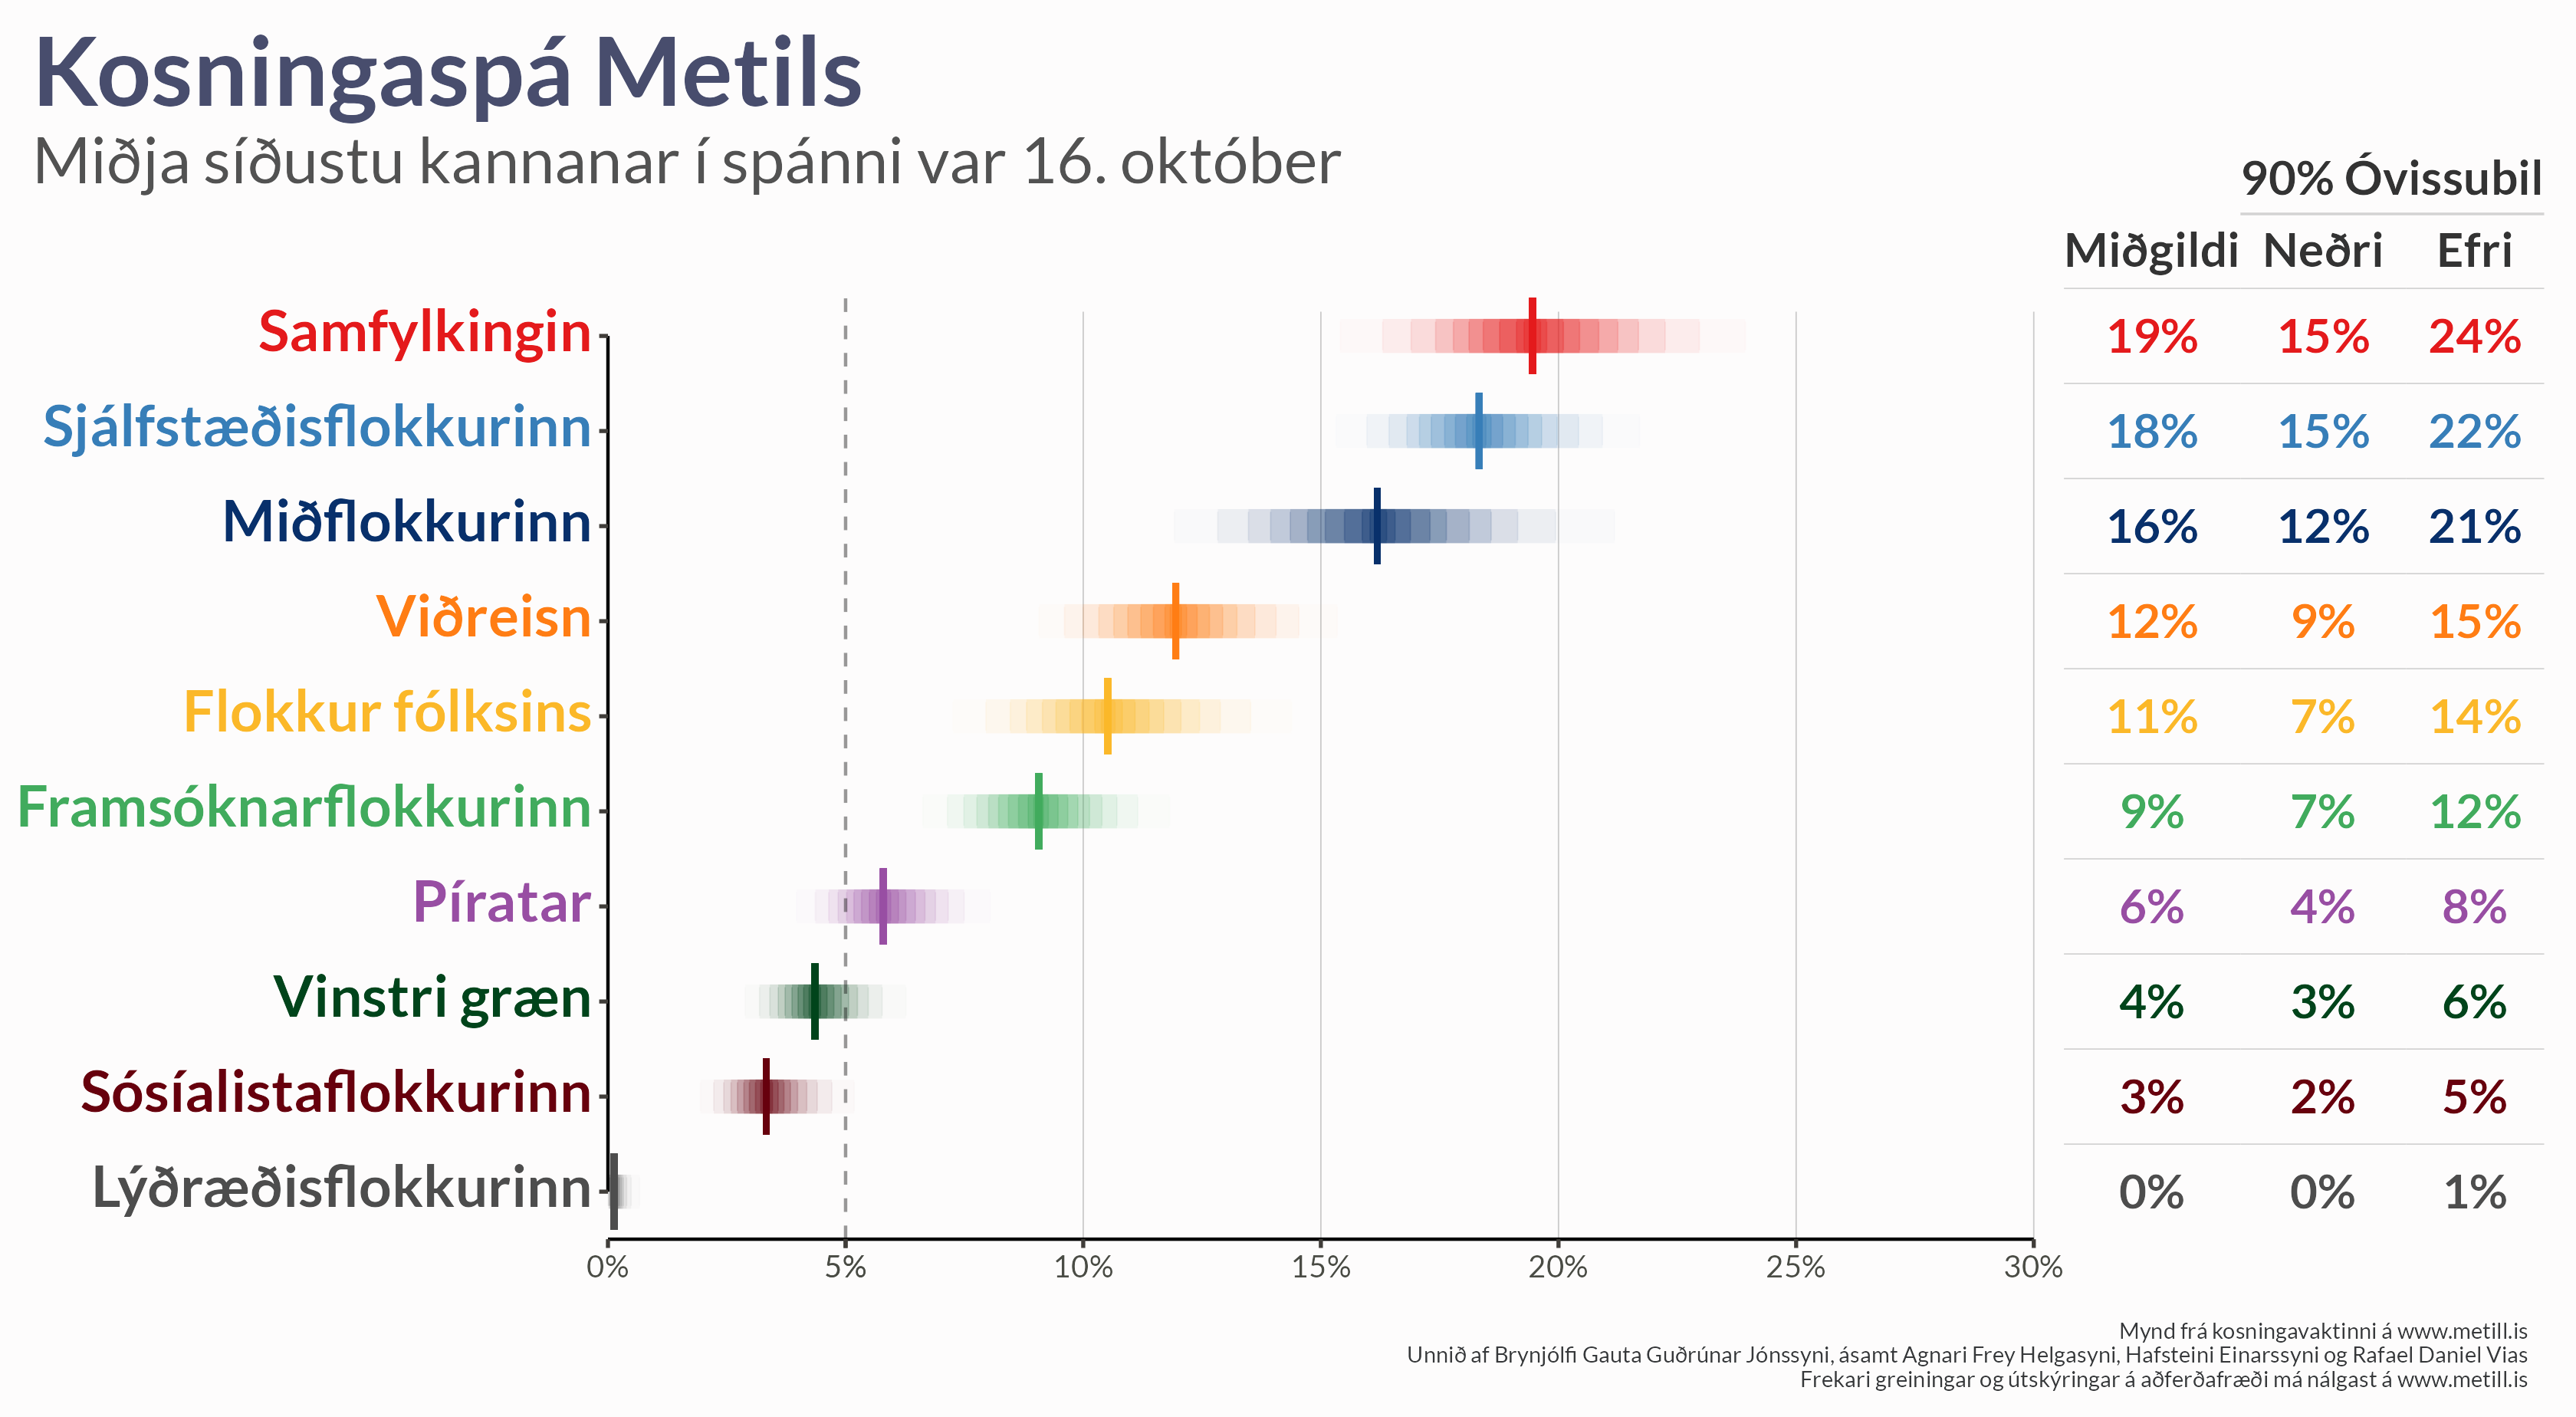 Kosningaspá Metils
Miðja síðustu kannanar í spánni var 16. október
90% Óvissubil
Miðgildi Neðri Efri
Samfylkingin 19% 15% 24%
Sjálfstæðisflokkurinn 18% 15% 22%
Miðflokkurinn 16% 12% 21%
Viðreisn 12% 9% 15%
Flokkur fólksins 11% 7% 14%
Framsóknarflokkurinn 9% 7% 12%
Píratar 6% 4% 8%
Vinstri græn 4% 3% 6%
Sósíalistaflokkurinn 3% 2% 5%
Lýðræðisflokkurinn 0% 0% 1%
0% 5% 10% 15% 20% 25% 30%
Mynd frá kosningavaktinni á www.metill.is
Unnið af Brynjólfi Gauta Guðrúnar Jónssyni, ásamt Agnari Frey Helgasyni, Hafsteini Einarssyni og Rafael Daniel Vias
Frekari greiningar og útskýringar á aðferðafræði má nálgast á www.metill.is